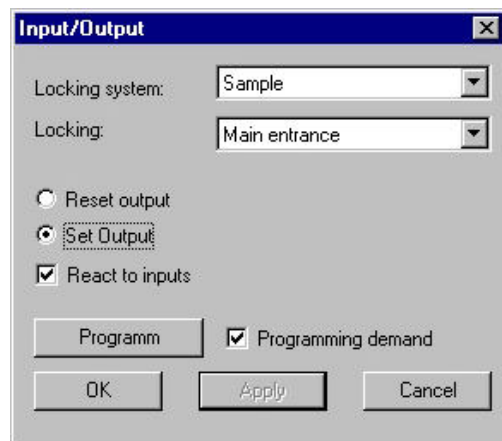 Input/Output
Locking system: Sample
Locking: Main entrance
Reset output
Set Output
React to inputs
Programm Programming demand
OK Apply Cancel